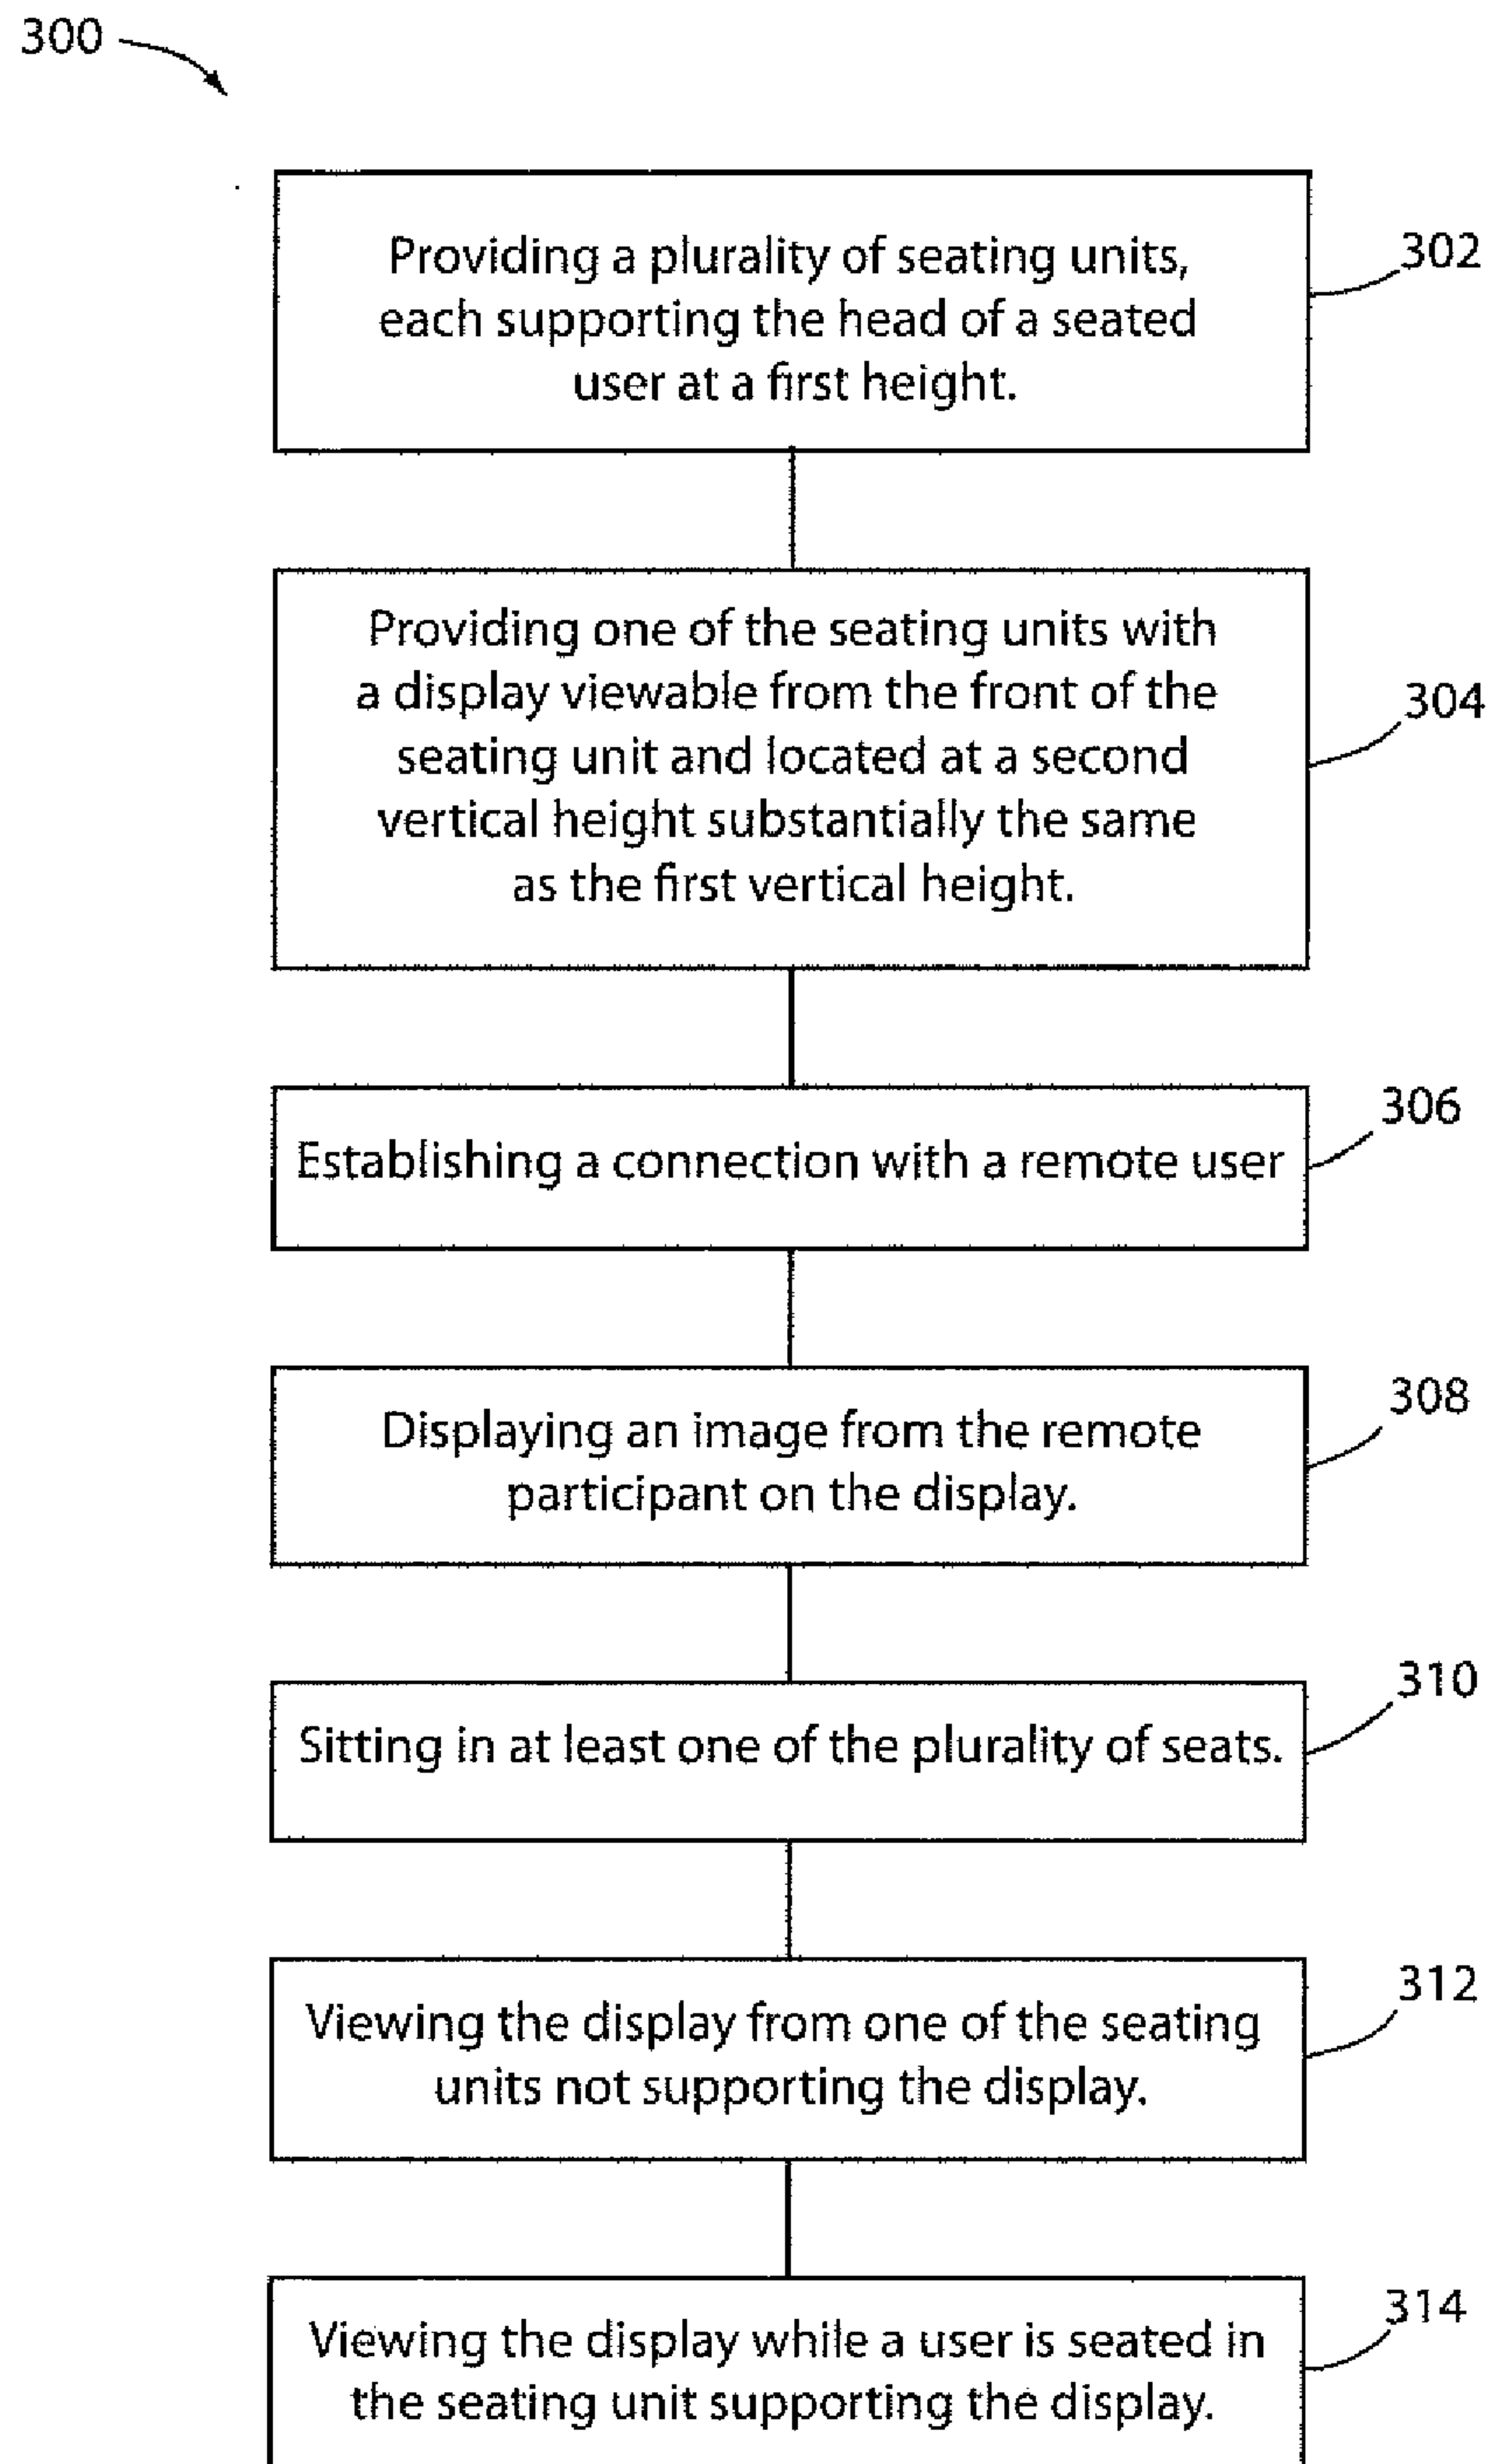 300
Providing a plurality of seating units,
each supporting the head of a seated
user at a first height.
302
Providing one of the seating units with
a display viewable from the front of the
seating unit and located at a second
vertical height substantially the same
as the first vertical height.
304
Establishing a connection with a remote user
306
Displaying an image from the remote
participant on the display.
308
Sitting in at least one of the plurality of seats.
310
Viewing the display from one of the seating
units not supporting the display.
312
Viewing the display while a user is seated in
the seating unit supporting the display.
314